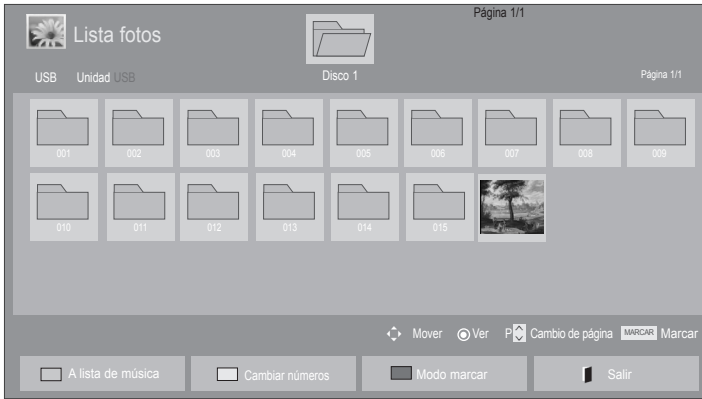 Página 1/1
Lista fotos
USB Unidad USB Disco 1 Página 1/1
001 002 003 004 005 006 007 008 009
010 011 012 013 014 015
Mover Ver P Cambio de página MARCAR Marcar
A lista de música Cambiar números Modo marcar Salir